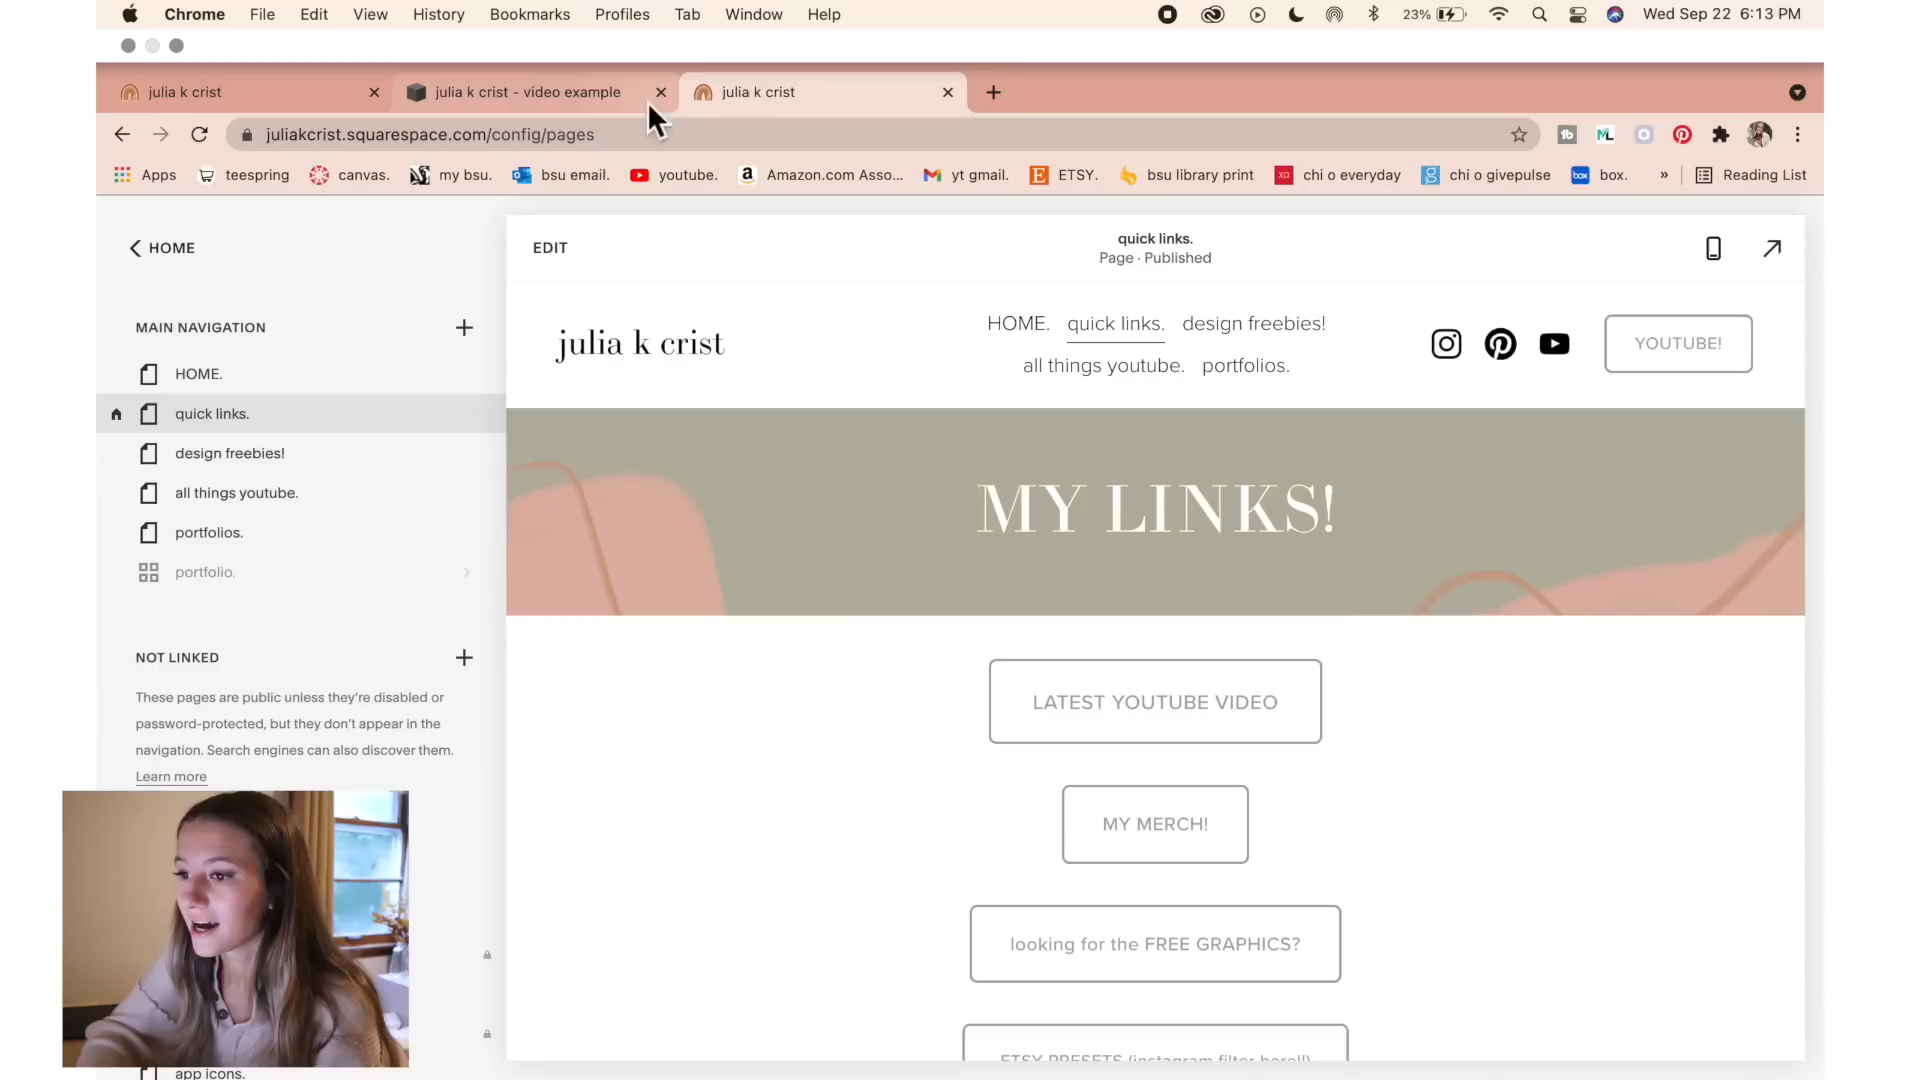 Chrome File Edit View History Bookmarks Profiles Tab Window Help 23% Wed Sep 22 6:13 PM
julia k crist julia k crist - video example julia k crist
juliakcrist.squarespace.com/config/pages
Apps teespring canvas. my bsu. bsu email. youtube. Amazon.com Asso... yt gmail. ETSY. bsu library print chi o everyday chi o givepulse box. » Reading List
HOME
MAIN NAVIGATION
HOME.
quick links.
design freebies!
all things youtube.
portfolios.
portfolio.
NOT LINKED
These pages are public unless they're disabled or
password-protected, but they don't appear in the
navigation. Search engines can also discover them.
Learn more
app icons.
EDIT
quick links.
Page · Published
julia k crist
HOME. quick links. design freebies!
all things youtube. portfolios.
YOUTUBE!
MY LINKS!
LATEST YOUTUBE VIDEO
MY MERCH!
looking for the FREE GRAPHICS?
ETSY PRESETS (instagram filter here!!)